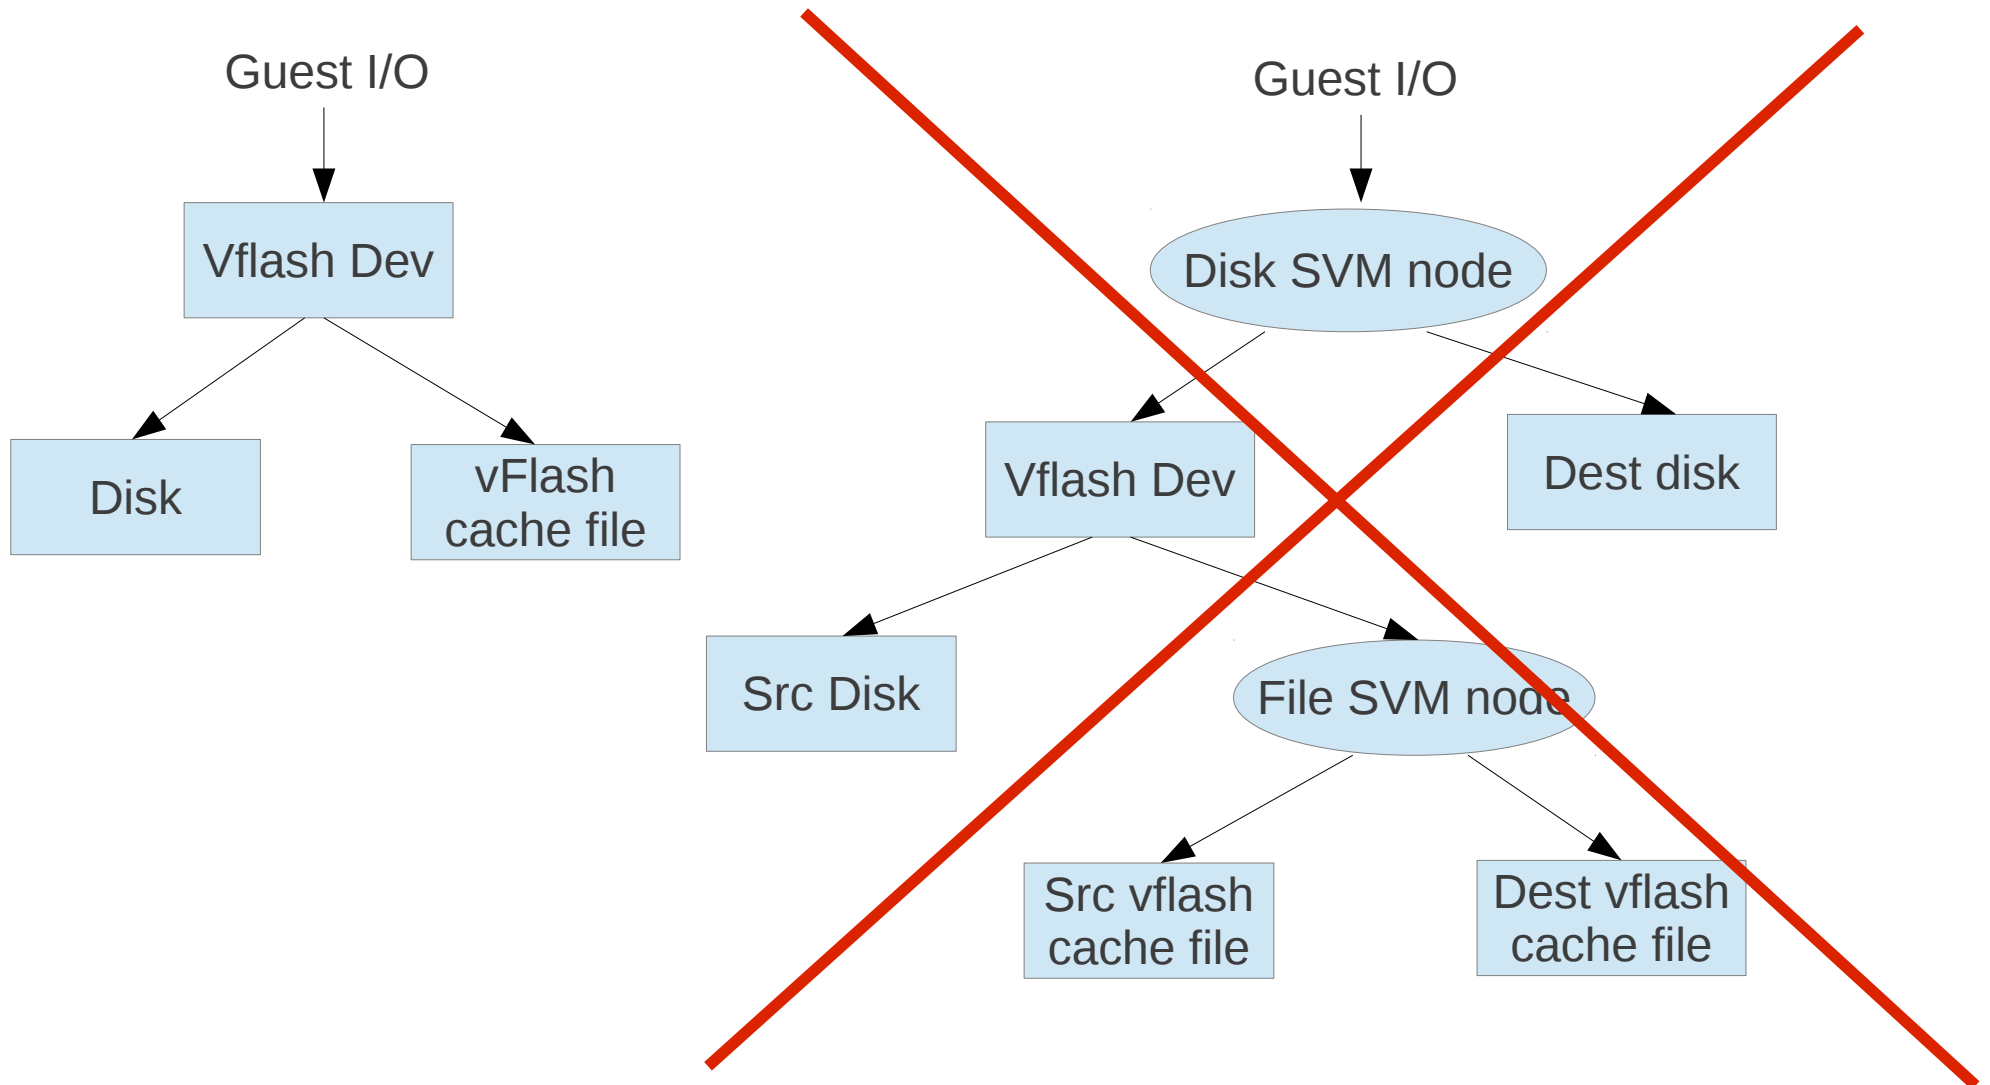 Guest I/O
Vflash Dev
Disk
vFlash
cache file
Guest I/O
Disk SVM node
Vflash Dev
Dest disk
Src Disk
File SVM node
Src vflash
cache file
Dest vflash
cache file